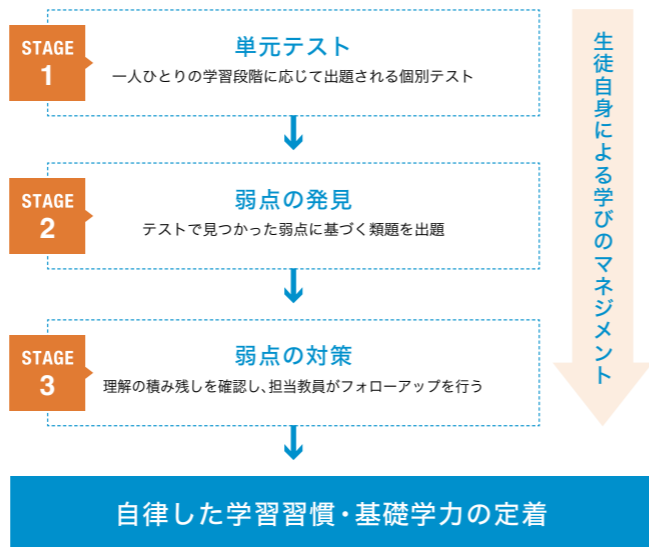 STAGE
1
単元テスト
一人ひとりの学習段階に応じて出題される個別テスト
STAGE
2
弱点の発見
テストで見つかった弱点に基づく類題を出題
STAGE
3
弱点の対策
理解の積み残しを確認し、担当教員がフォローアップを行う
生徒自身による学びのマネジメント
自律した学習習慣・基礎学力の定着